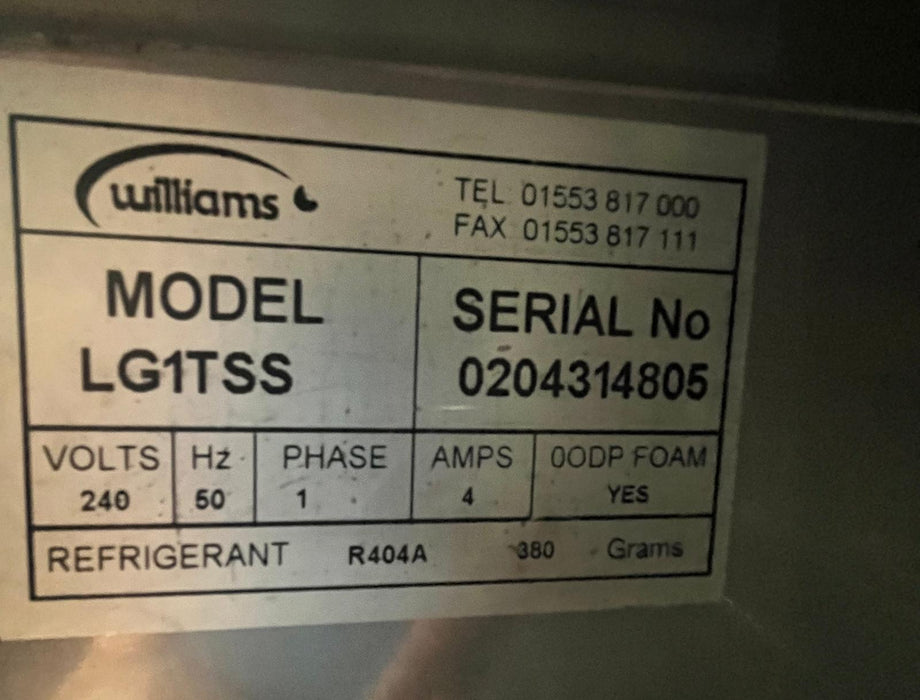 williams
TEL 01553 817 000
FAX 01553 817 111
MODEL
LG1TSS
SERIAL No
0204314805
VOLTS Hz PHASE AMPS 0ODP FOAM
240 50 1 4 YES
REFRIGERANT R404A 380 Grams